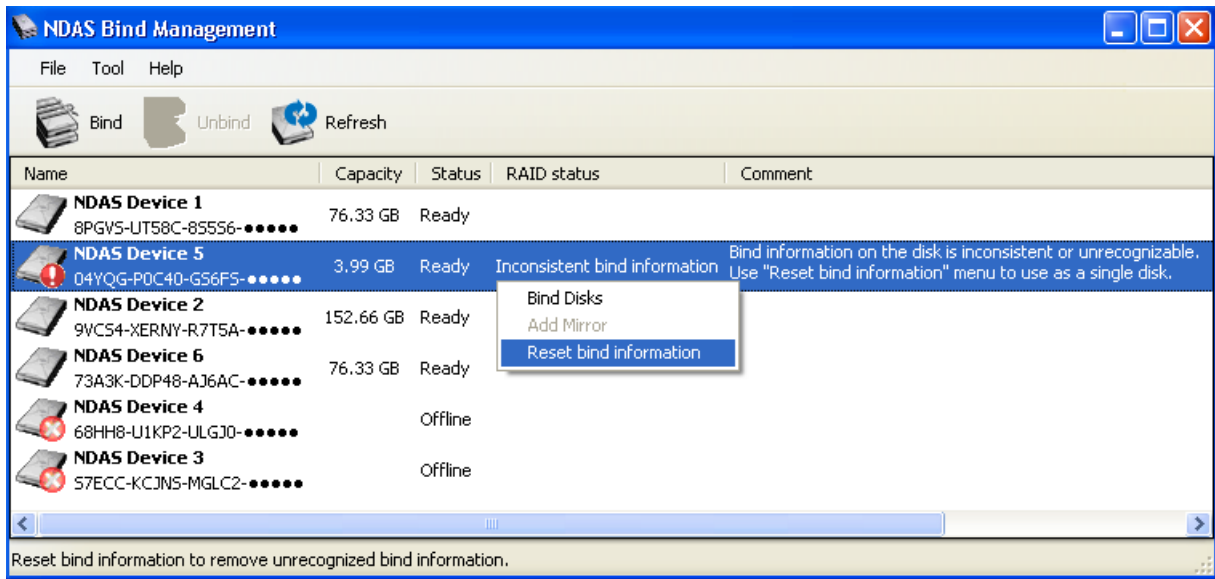 NDAS Bind Management
File Tool Help
Bind Unbind Refresh
Name Capacity Status RAID status Comment
NDAS Device 1
8PGVS-UT58C-85556-●●●●● 76.33 GB Ready
NDAS Device 5
04YQG-P0C40-GS6FS-●●●●● 3.99 GB Ready Inconsistent bind information
Bind information on the disk is inconsistent or unrecognizable.
Use "Reset bind information" menu to use as a single disk.
Bind Disks
Add Mirror
Reset bind information
NDAS Device 2
9VCS4-XERNY-R7T5A-●●●●● 152.66 GB Ready
NDAS Device 6
73A3K-DDP48-AJ6AC-●●●●● 76.33 GB Ready
NDAS Device 4
68HH8-U1KP2-ULGJ0-●●●●● Offline
NDAS Device 3
S7ECC-KCJNS-MGLC2-●●●●● Offline
Reset bind information to remove unrecognized bind information.